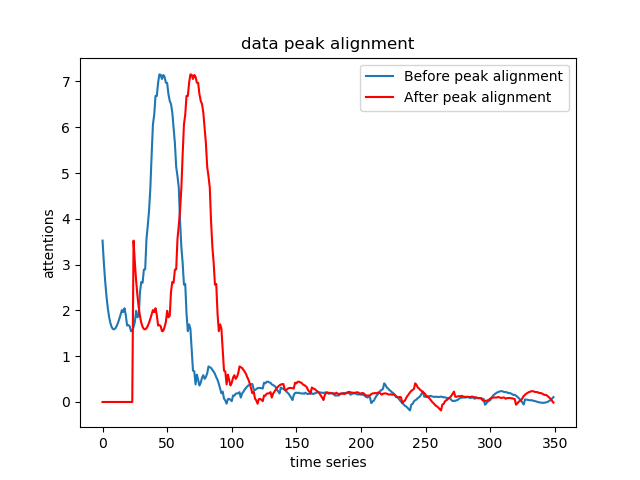 data peak alignment
Before peak alignment
After peak alignment
7
6
5
4
3
2
1
0
attentions
0 50 100 150 200 250 300 350
time series